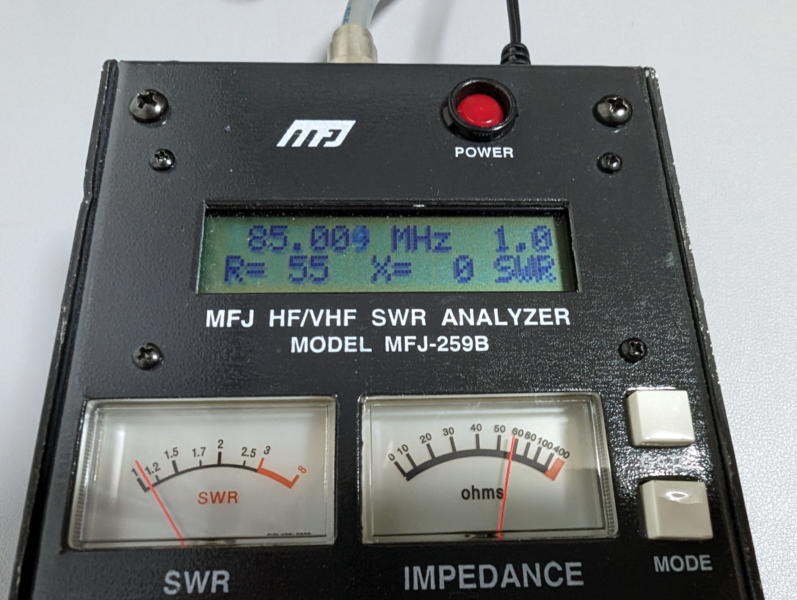 MFJ
POWER
85.009 MHz 1.0
R= 55 X= 0 SWR
MFJ HF/VHF SWR ANALYZER
MODEL MFJ-259B
1 1.2 1.5 1.7 2 2.5 3 8
SWR
0 10 20 30 40 50 60 80 100 400
ohms
MODE
SWR
IMPEDANCE